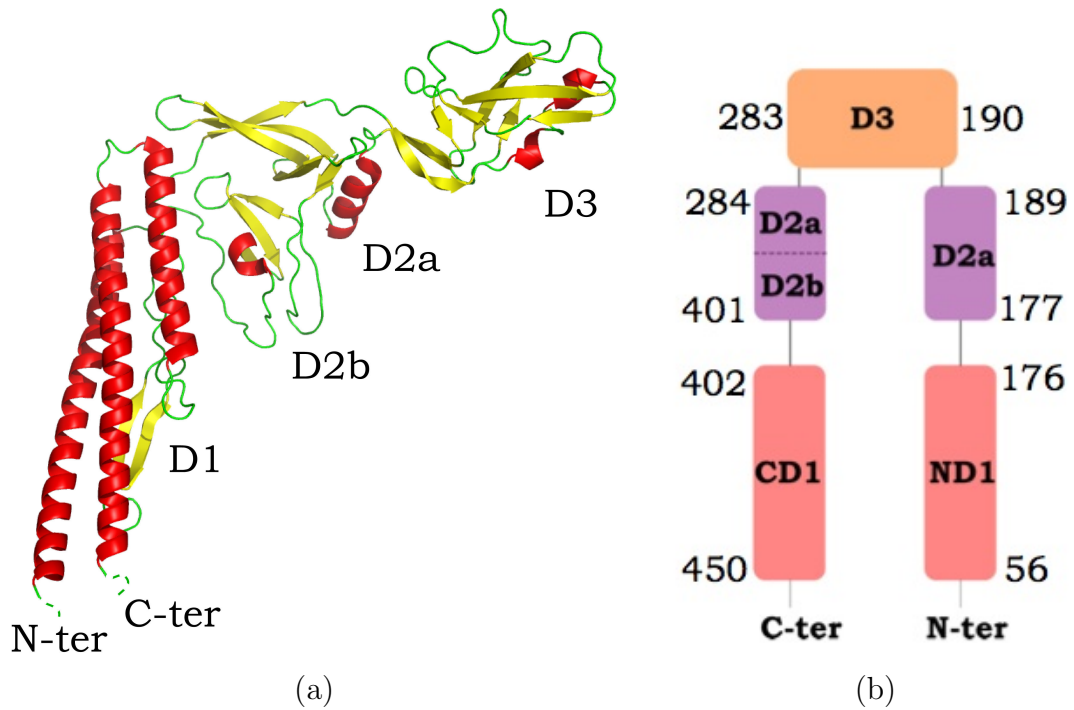 D3
D2a
D2b
D1
N-ter
C-ter
(a)
283
D3
190
284
D2a
D2b
401
D2a
189
177
402
CD1
450
ND1
176
56
C-ter
N-ter
(b)